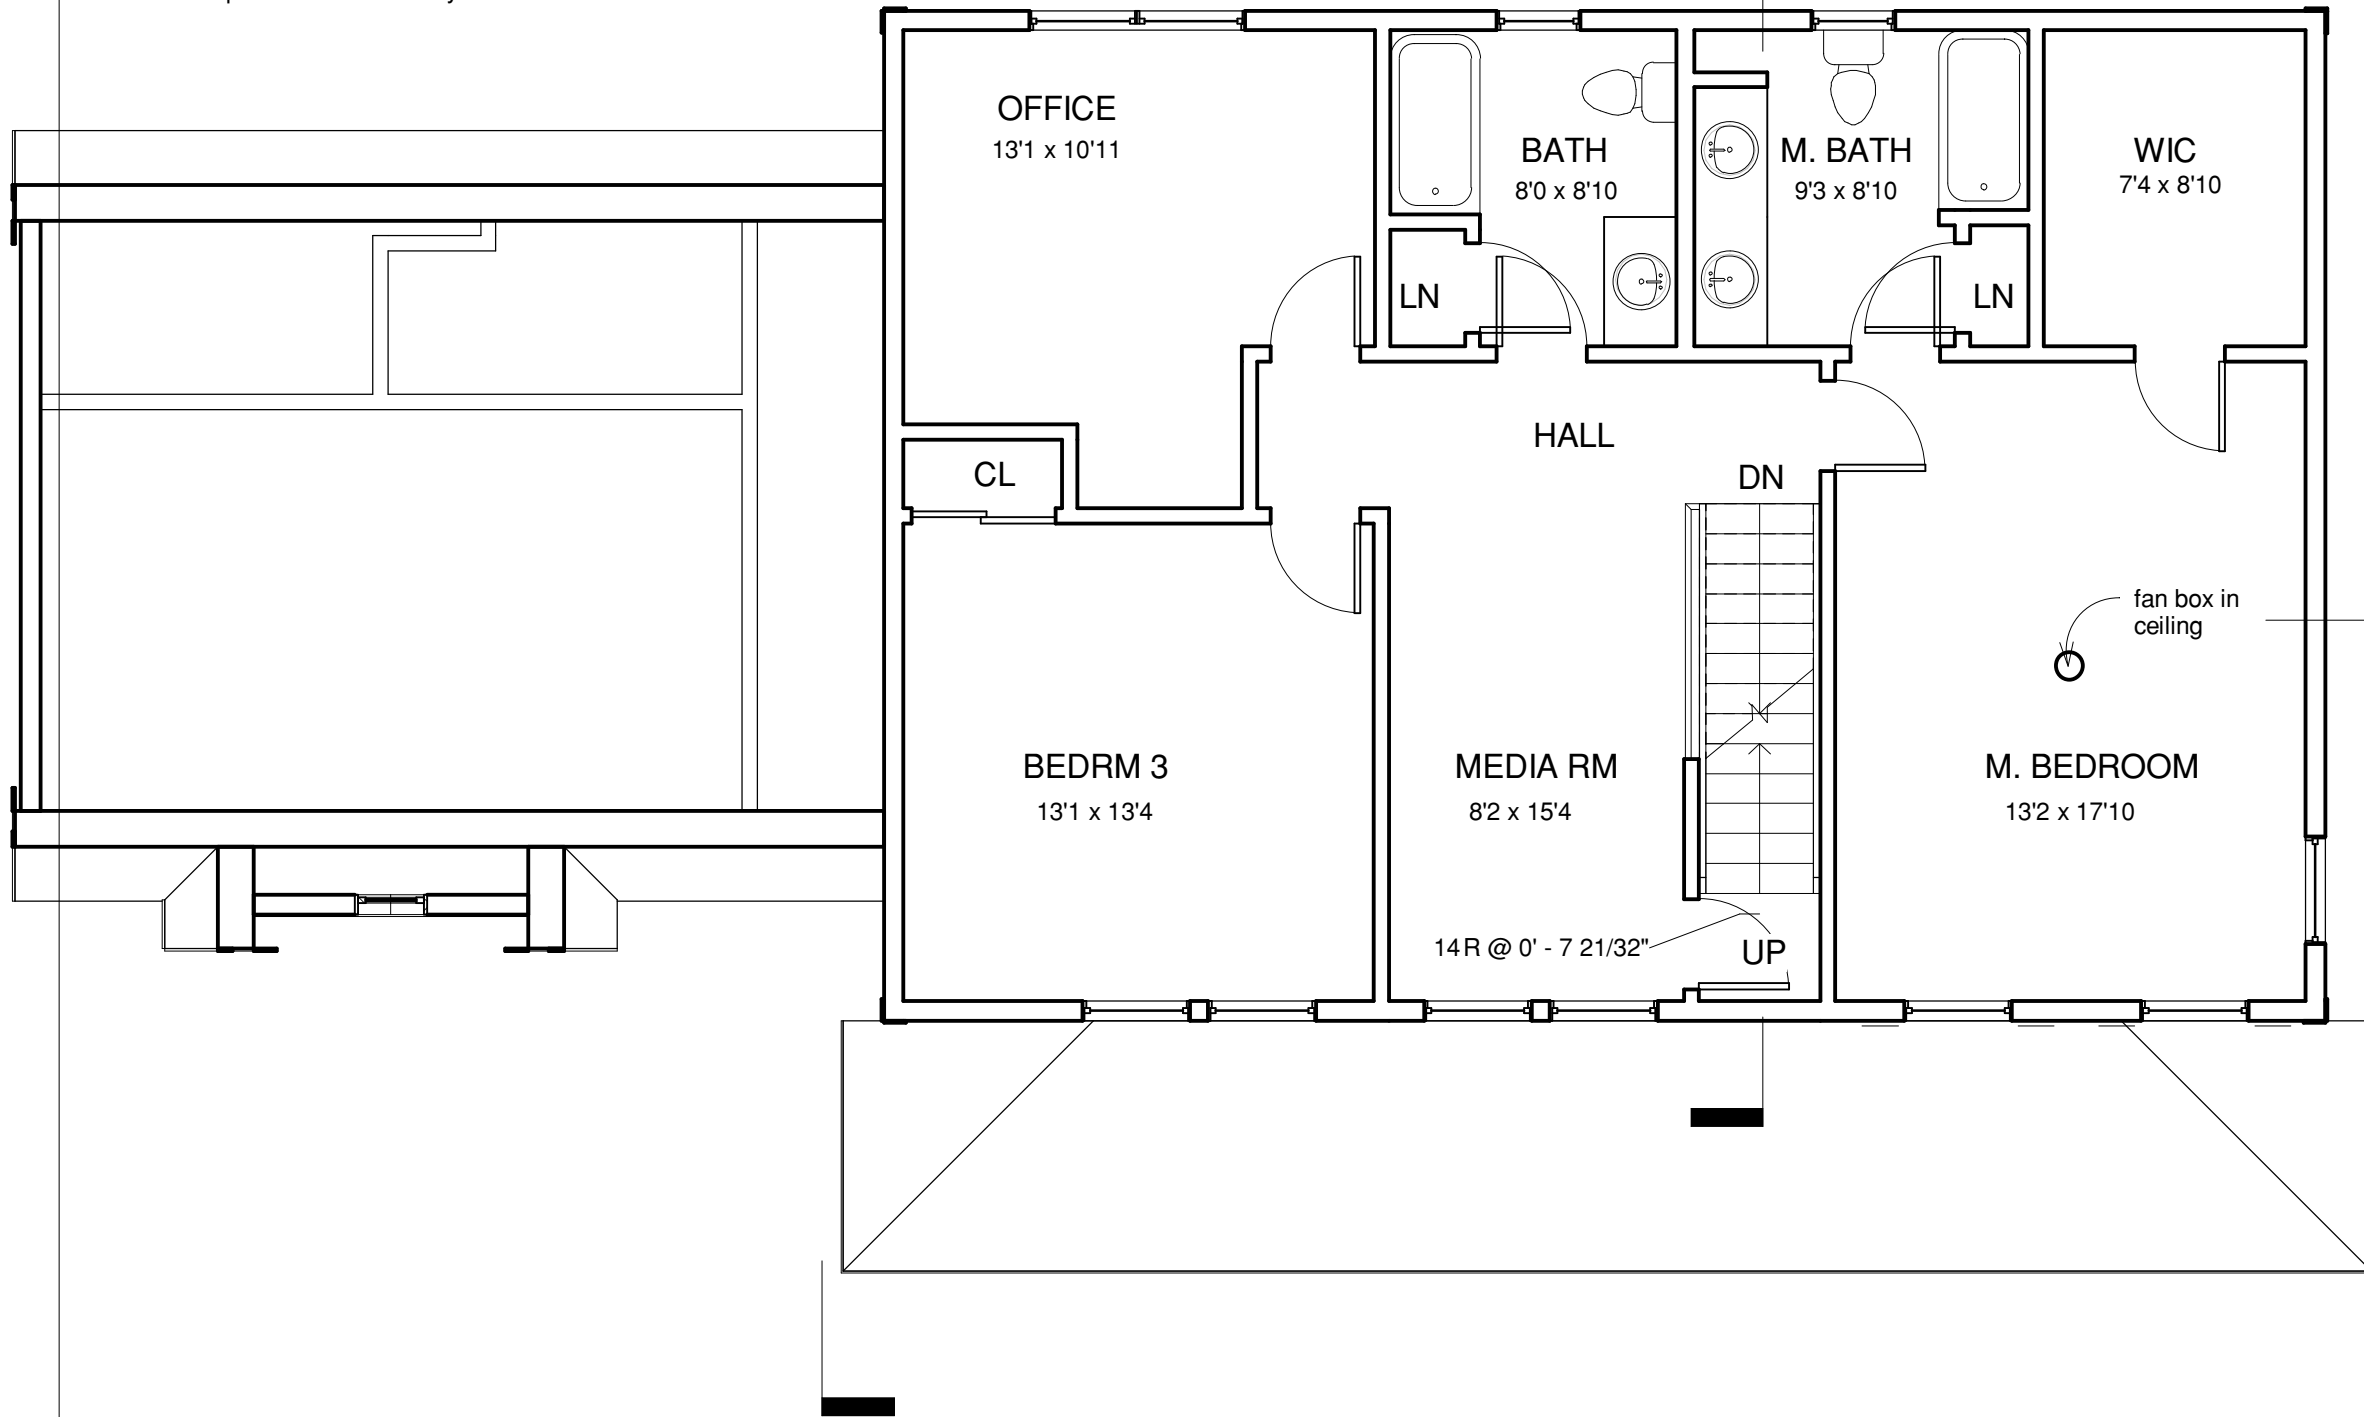 OFFICE
13'1 x 10'11
BATH
8'0 x 8'10
M. BATH
9'3 x 8'10
WIC
7'4 x 8'10
LN
LN
HALL
CL
DN
fan box in
ceiling
BEDRM 3
13'1 x 13'4
MEDIA RM
8'2 x 15'4
M. BEDROOM
13'2 x 17'10
14R @ 0' - 7 21/32"
UP